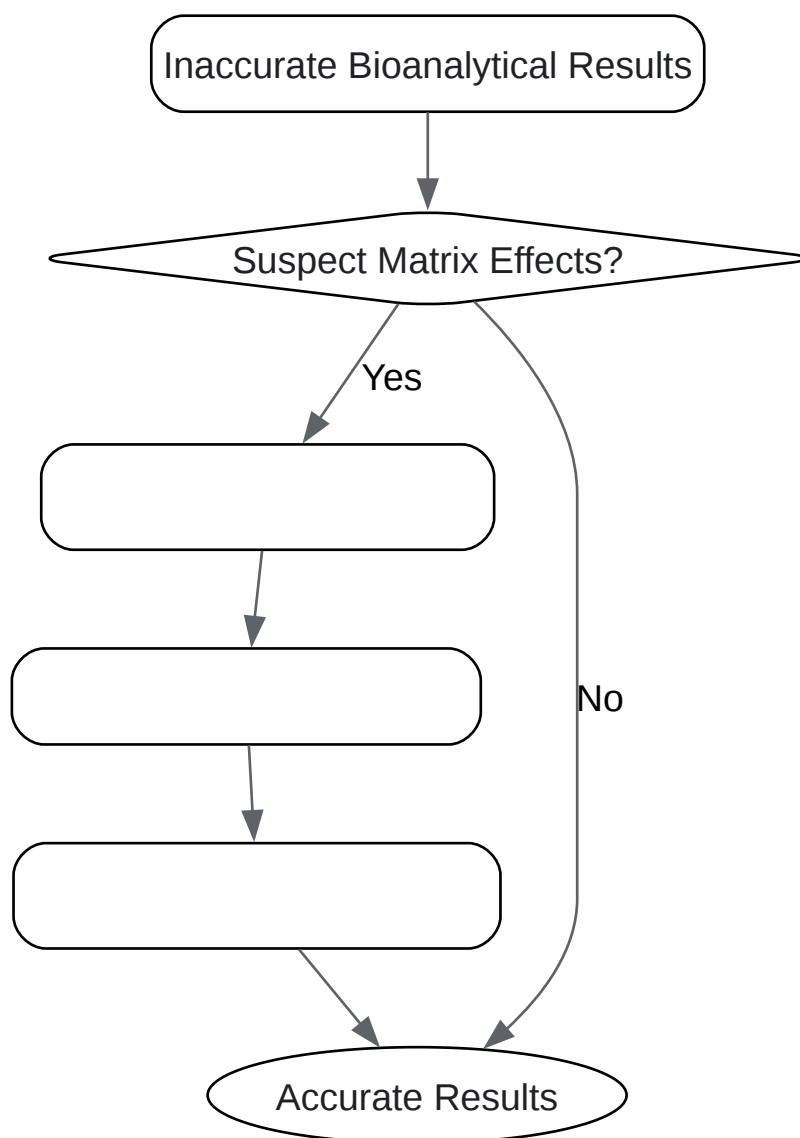 Inaccurate Bioanalytical Results
Suspect Matrix Effects?
Yes
No
Accurate Results